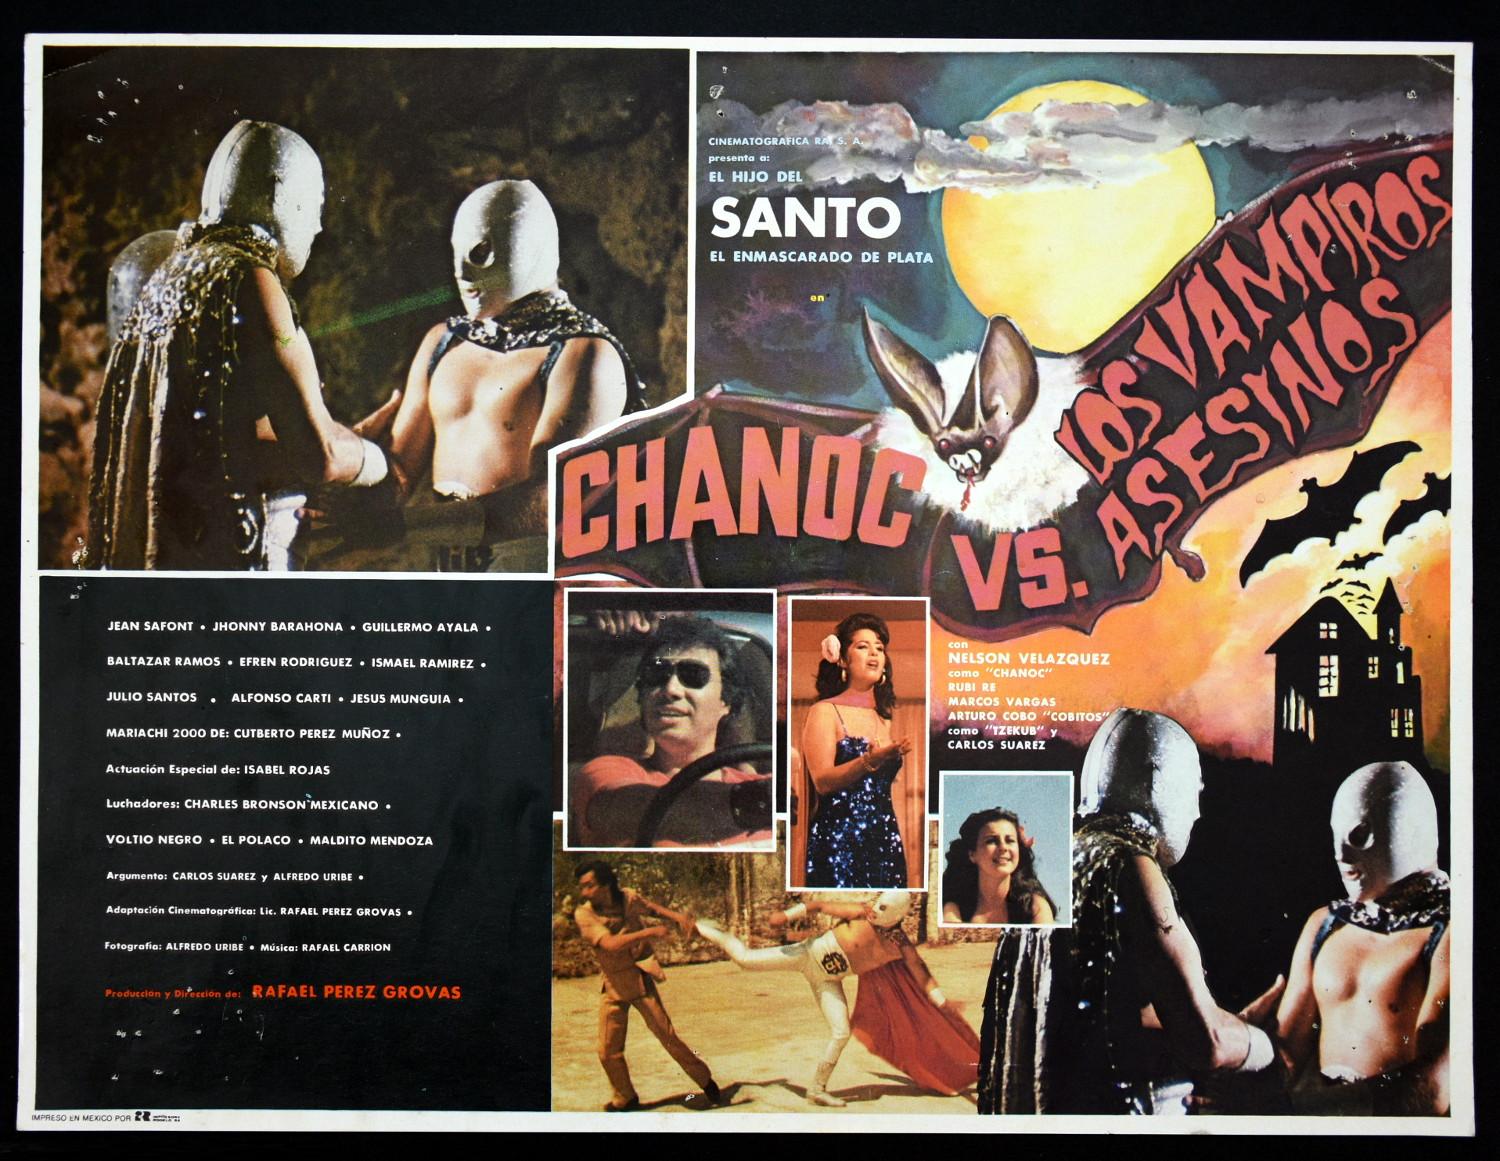 CINEMATOGRAFICA RA, S. A.
presenta a:
EL HIJO DEL
SANTO
EL ENMASCARADO DE PLATA
en
CHANOC
VS.
LOS VAMPIROS
ASESINOS
con
NELSON VELAZQUEZ
como "CHANOC"
RUBI RE
MARCOS VARGAS
ARTURO COBO "COBITOS"
como "TZEKUB" y
CARLOS SUAREZ
JEAN SAFONT • JHONNY BARAHONA • GUILLERMO AYALA •
BALTAZAR RAMOS • EFREN RODRIGUEZ • ISMAEL RAMIREZ •
JULIO SANTOS • ALFONSO CARTI • JESUS MUNGUIA •
MARIACHI 2000 DE: CUTBERTO PEREZ MUÑOZ •
Actuación Especial de: ISABEL ROJAS
Luchadores: CHARLES BRONSON MEXICANO •
VOLTIO NEGRO • EL POLACO • MALDITO MENDOZA
Argumento: CARLOS SUAREZ y ALFREDO URIBE •
Adaptación Cinematográfica: Lic. RAFAEL PEREZ GROVAS •
Fotografía: ALFREDO URIBE • Música: RAFAEL CARRION
Producción y Dirección de: RAFAEL PEREZ GROVAS
IMPRESO EN MEXICO POR